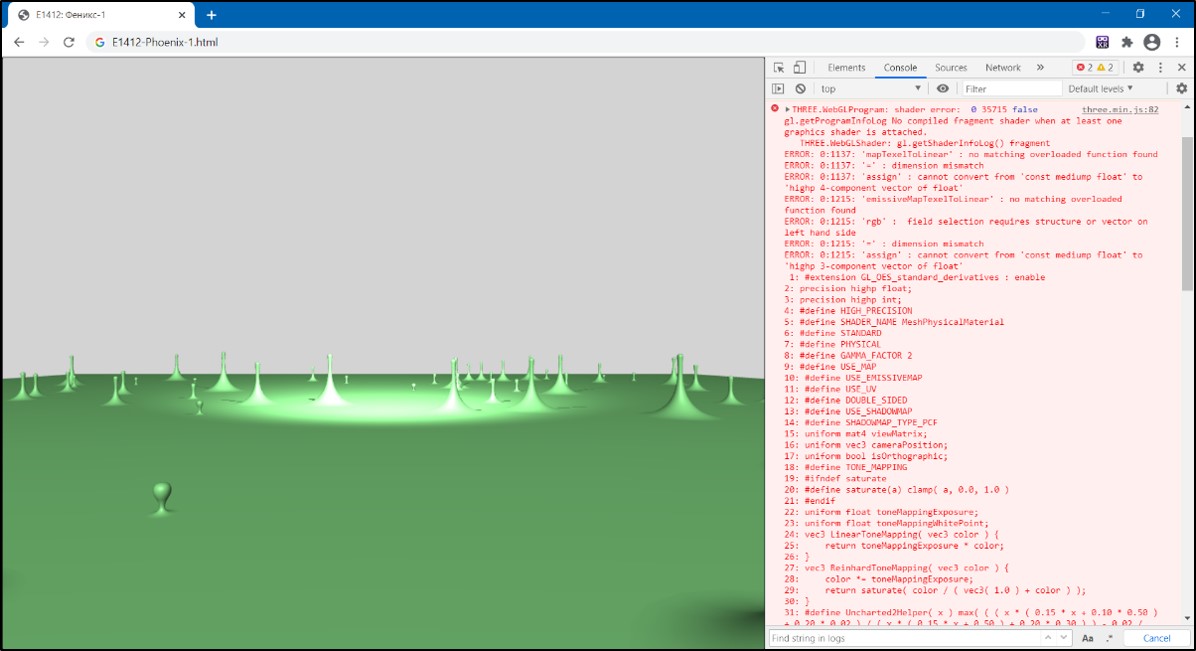 E1412: Феникс-1
E1412-Phoenix-1.html
Elements Console Sources Network 2 2
top Filter Default levels
THREE.WebGLProgram: shader error: 0 35715 false three.min.js:82
gl.getProgramInfoLog No compiled fragment shader when at least one
graphics shader is attached.
THREE.WebGLShader: gl.getShaderInfoLog() fragment
ERROR: 0:1137: 'mapTexelToLinear' : no matching overloaded function found
ERROR: 0:1137: '=' : dimension mismatch
ERROR: 0:1137: 'assign' : cannot convert from 'const mediump float' to
'highp 4-component vector of float'
ERROR: 0:1215: 'emissiveMapTexelToLinear' : no matching overloaded
function found
ERROR: 0:1215: 'rgb' : field selection requires structure or vector on
left hand side
ERROR: 0:1215: '=' : dimension mismatch
ERROR: 0:1215: 'assign' : cannot convert from 'const mediump float' to
'highp 3-component vector of float'
1: #extension GL_OES_standard_derivatives : enable
2: precision highp float;
3: precision highp int;
4: #define HIGH_PRECISION
5: #define SHADER_NAME MeshPhysicalMaterial
6: #define STANDARD
7: #define PHYSICAL
8: #define GAMMA_FACTOR 2
9: #define USE_MAP
10: #define USE_EMISSIVEMAP
11: #define USE_UV
12: #define DOUBLE_SIDED
13: #define USE_SHADOWMAP
14: #define SHADOWMAP_TYPE_PCF
15: uniform mat4 viewMatrix;
16: uniform vec3 cameraPosition;
17: uniform bool isOrthographic;
18: #define TONE_MAPPING
19: #ifndef saturate
20: #define saturate(a) clamp( a, 0.0, 1.0 )
21: #endif
22: uniform float toneMappingExposure;
23: uniform float toneMappingWhitePoint;
24: vec3 LinearToneMapping( vec3 color ) {
25: return toneMappingExposure * color;
26: }
27: vec3 ReinhardToneMapping( vec3 color ) {
28: color *= toneMappingExposure;
29: return saturate( color / ( vec3( 1.0 ) + color ) );
30: }
31: #define Uncharted2Helper( x ) max( ( ( x * ( 0.15 * x + 0.10 * 0.50 )
+ 0.20 * 0.02 ) / ( x * ( 0.15 * x + 0.50 ) + 0.20 * 0.30 ) ) - 0.02 /
Find string in logs Aa .* Cancel